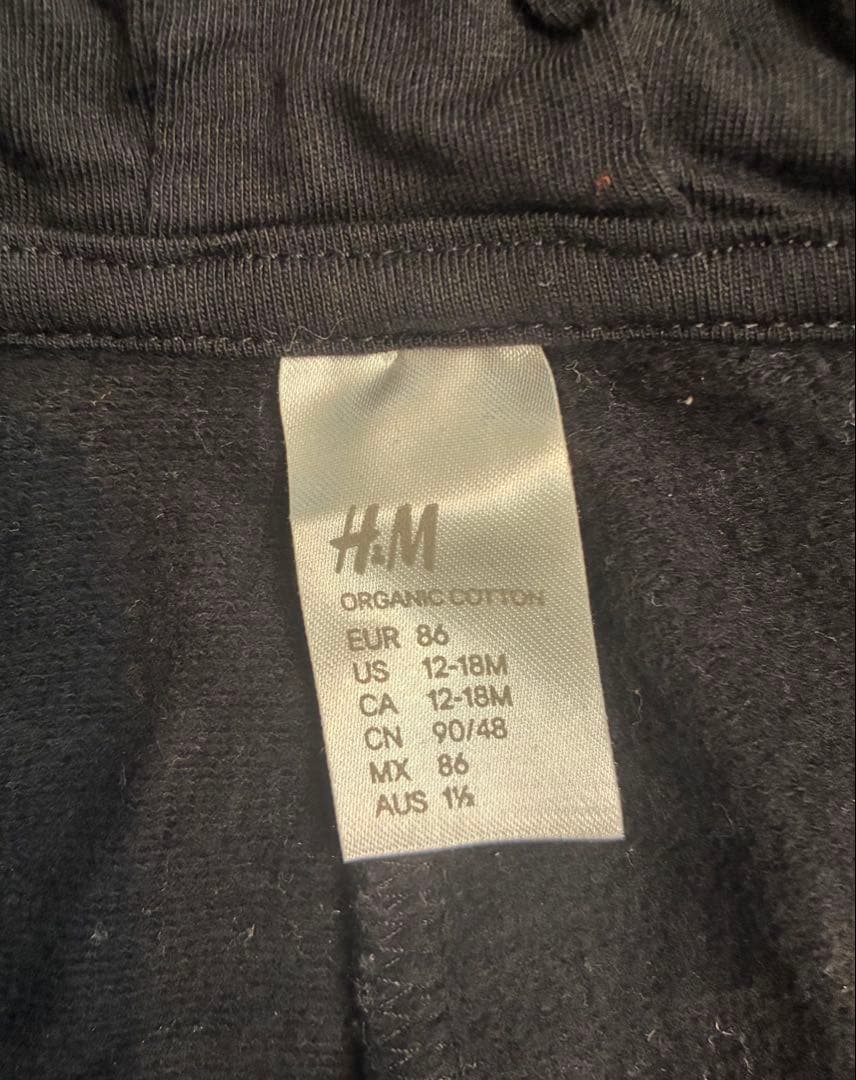 H&M
ORGANIC COTTON
EUR 86
US 12-18M
CA 12-18M
CN 90/48
MX 86
AUS 1½